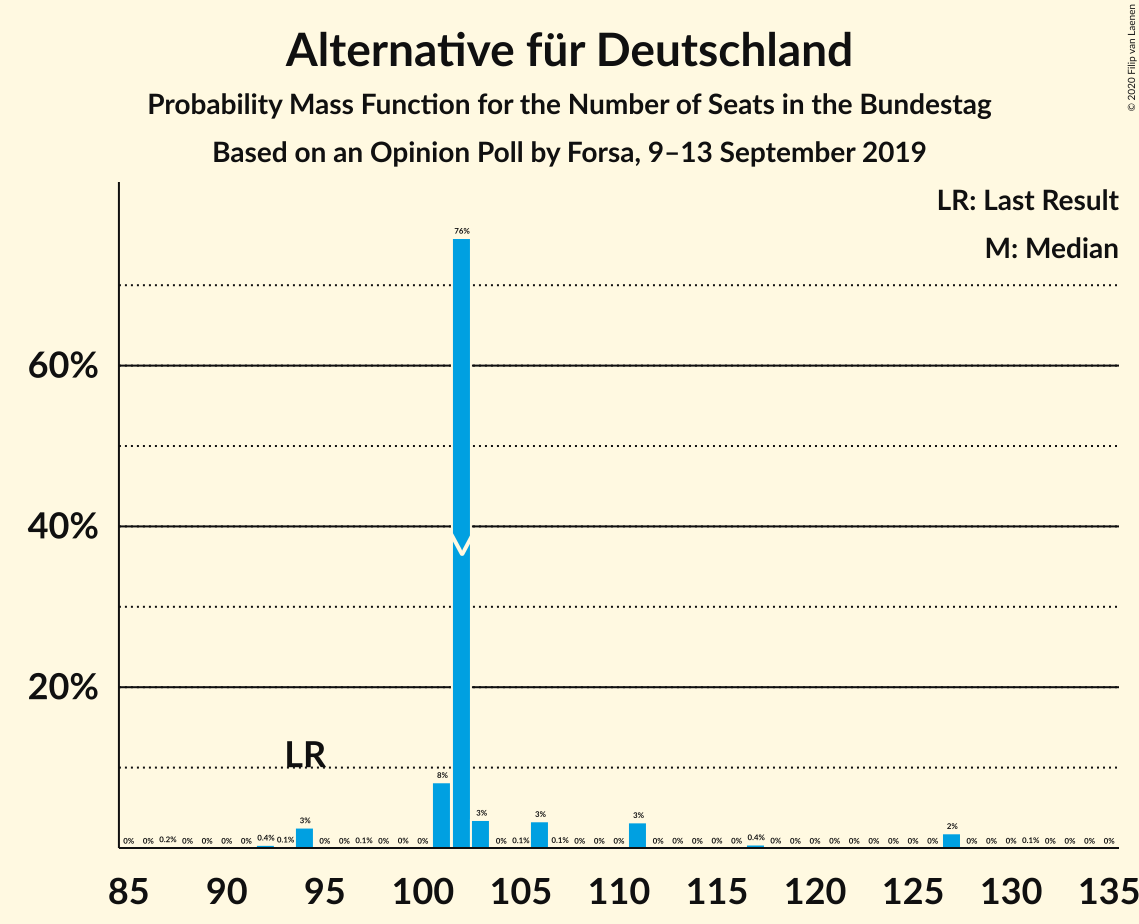 © 2020 Filip van Laenen
Alternative für Deutschland
Probability Mass Function for the Number of Seats in the Bundestag
Based on an Opinion Poll by Forsa, 9–13 September 2019
LR: Last Result
M: Median
76%
60%
40%
20%
LR
8%
3% 3% 3% 3% 2%
0% 0% 0.2% 0% 0% 0% 0% 0.4% 0.1% 0% 0% 0.1% 0% 0% 0% 0% 0.1% 0.1% 0% 0% 0% 0% 0% 0% 0% 0% 0.4% 0% 0% 0% 0% 0% 0% 0% 0% 0% 0% 0% 0% 0.1% 0% 0% 0% 0%
85 90 95 100 105 110 115 120 125 130 135